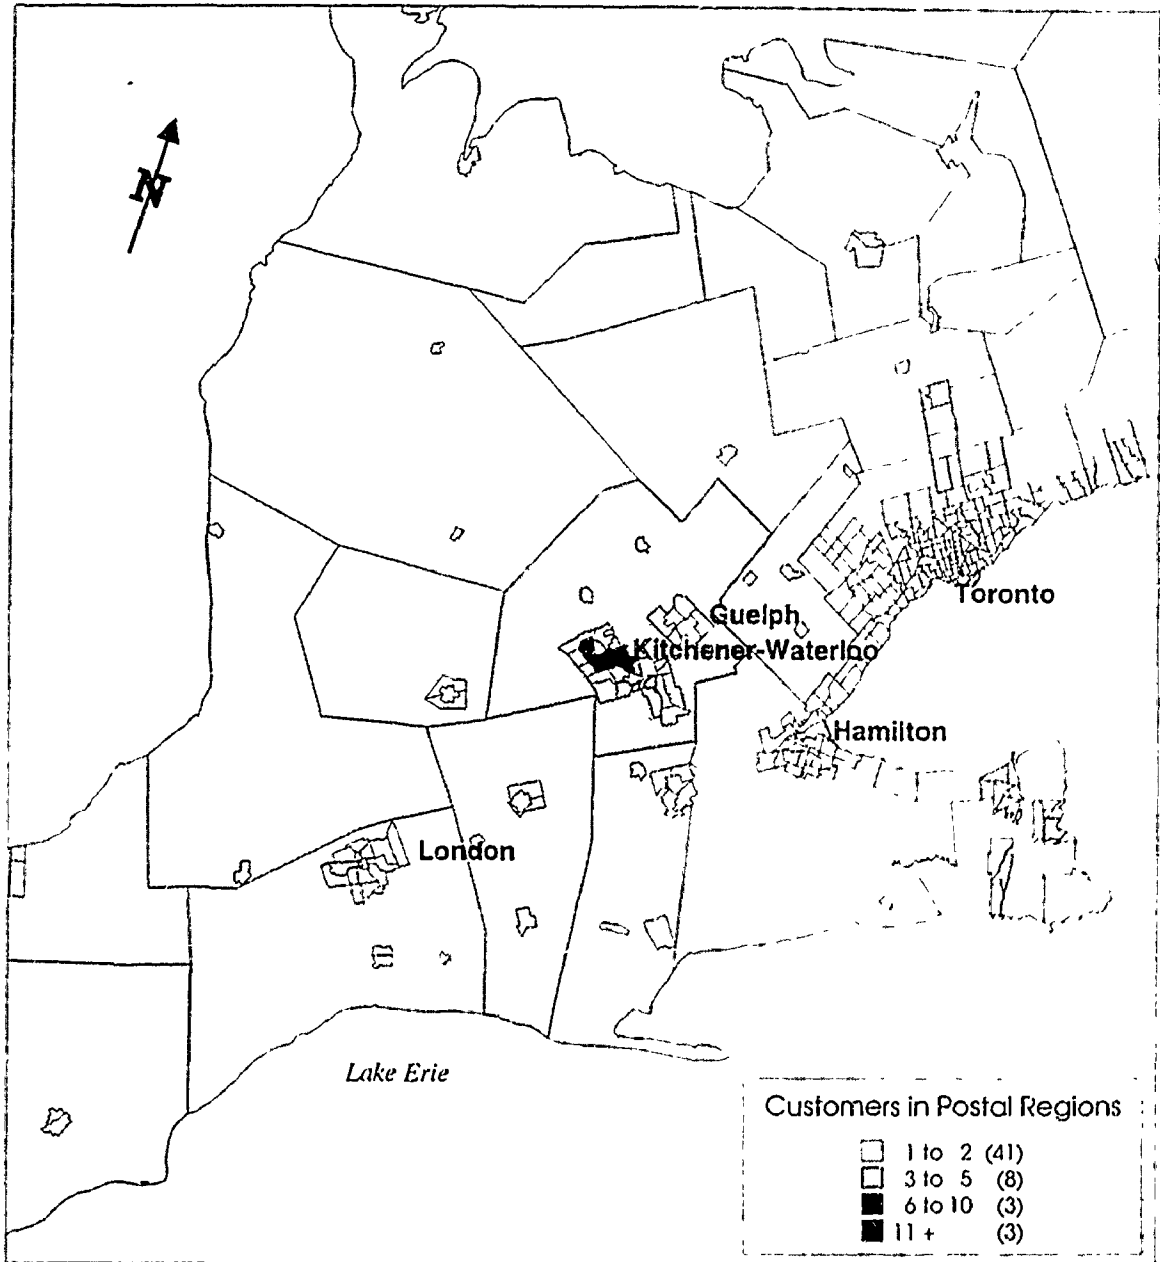 N
Toronto
Guelph
Kitchener-Waterloo
Hamilton
London
Lake Erie
Customers in Postal Regions
1 to 2 (41)
3 to 5 (8)
6 to 10 (3)
11 + (3)